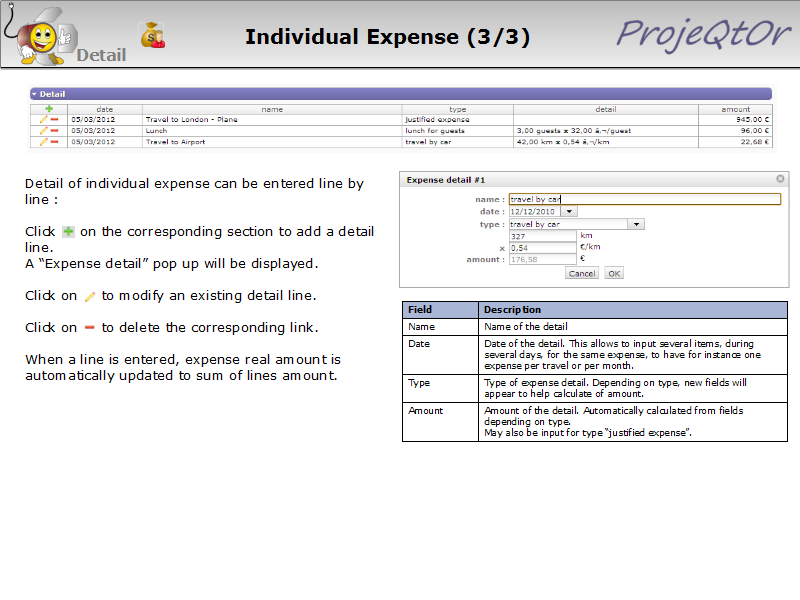 Detail
Individual Expense (3/3)
ProjeQtOr
Detail
date name type detail amount
05/03/2012 Travel to London - Plane justified expense 945,00 €
05/03/2012 Lunch lunch for guests 3,00 guests x 32,00 â‚¬/guest 96,00 €
05/03/2012 Travel to Airport travel by car 42,00 km x 0,54 â‚¬/km 22,68 €
Detail of individual expense can be entered line by
line :
Click on the corresponding section to add a detail
line.
A “Expense detail” pop up will be displayed.
Click on to modify an existing detail line.
Click on to delete the corresponding link.
When a line is entered, expense real amount is
automatically updated to sum of lines amount.
Expense detail #1
name : travel by car
date : 12/12/2010
type : travel by car
327 km
x 0,54 €/km
amount : 176,58 €
Cancel OK
Field Description
Name Name of the detail
Date Date of the detail. This allows to input several items, during
several days, for the same expense, to have for instance one
expense per travel or per month.
Type Type of expense detail. Depending on type, new fields will
appear to help calculate of amount.
Amount Amount of the detail. Automatically calculated from fields
depending on type.
May also be input for type “justified expense”.